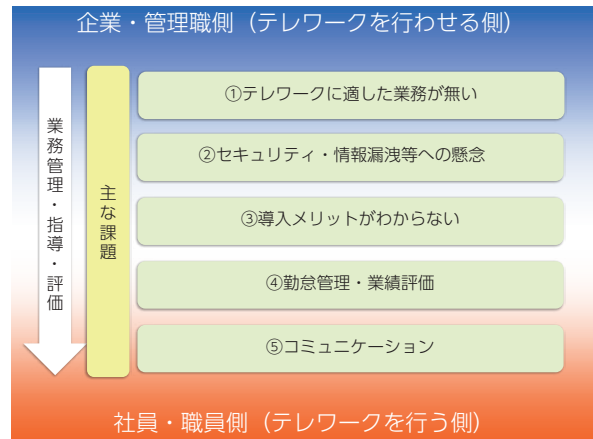 企業・管理職側（テレワークを行わせる側）
業務管理・指導・評価
主な課題
①テレワークに適した業務が無い
②セキュリティ・情報漏洩等への懸念
③導入メリットがわからない
④勤怠管理・業績評価
⑤コミュニケーション
社員・職員側（テレワークを行う側）